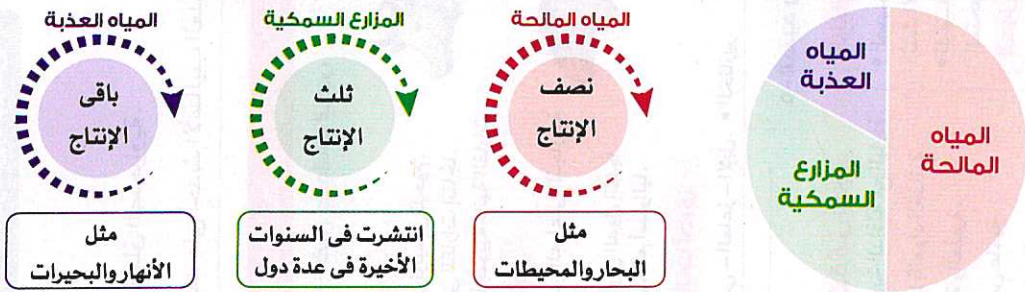 المياه المالحة
نصف
الإنتاج
مثل
البحار والمحيطات
المزارع السمكية
ثلث
الإنتاج
انتشرت فى السنوات
الأخيرة فى عدة دول
المياه العذبة
باقى
الإنتاج
مثل
الأنهار والبحيرات
المياه
المالحة
المياه
العذبة
المزارع
السمكية